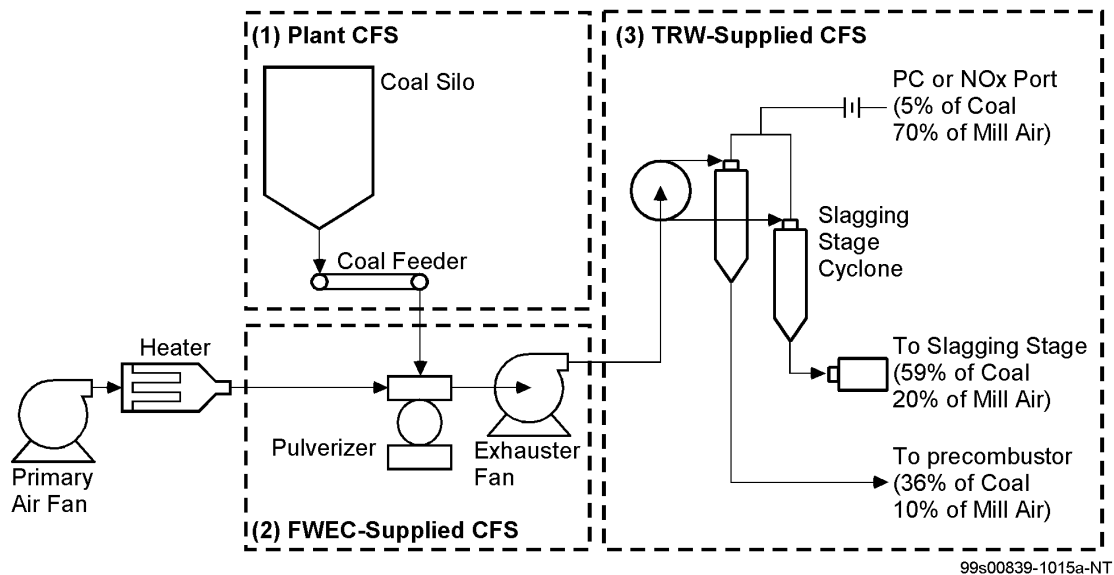 (1) Plant CFS
Coal Silo
Coal Feeder
(3) TRW-Supplied CFS
PC or NOx Port
(5% of Coal
70% of Mill Air)
Slagging
Stage
Cyclone
To Slagging Stage
(59% of Coal
20% of Mill Air)
To precombustor
(36% of Coal
10% of Mill Air)
Heater
Primary
Air Fan
Pulverizer
Exhauster
Fan
(2) FWEC-Supplied CFS
99s00839-1015a-NT